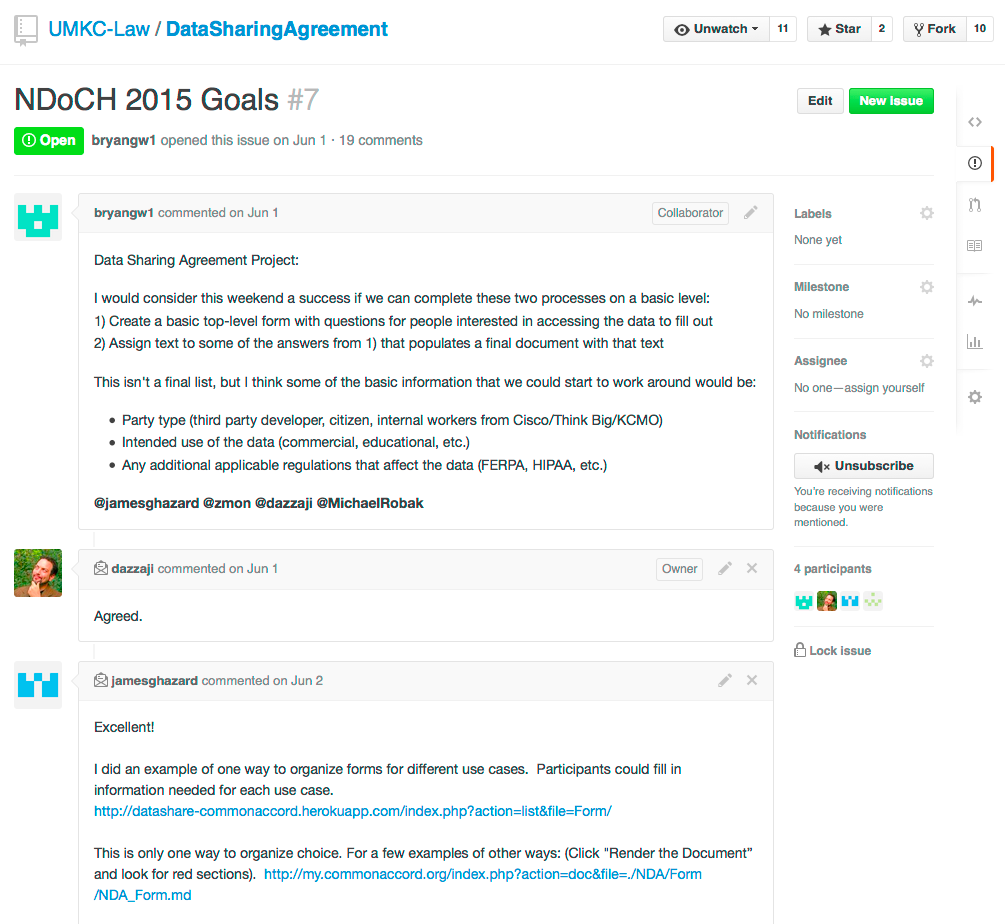 UMKC-Law / DataSharingAgreement
Unwatch 11 Star 2 Fork 10
NDoCH 2015 Goals #7
Edit New issue
Open bryangw1 opened this issue on Jun 1 · 19 comments
bryangw1 commented on Jun 1 Collaborator
Data Sharing Agreement Project:
I would consider this weekend a success if we can complete these two processes on a basic level:
1) Create a basic top-level form with questions for people interested in accessing the data to fill out
2) Assign text to some of the answers from 1) that populates a final document with that text
This isn't a final list, but I think some of the basic information that we could start to work around would be:
• Party type (third party developer, citizen, internal workers from Cisco/Think Big/KCMO)
• Intended use of the data (commercial, educational, etc.)
• Any additional applicable regulations that affect the data (FERPA, HIPAA, etc.)
@jamesghazard @zmon @dazzaji @MichaelRobak
dazzaji commented on Jun 1 Owner
Agreed.
jamesghazard commented on Jun 2
Excellent!
I did an example of one way to organize forms for different use cases.  Participants could fill in
information needed for each use case.
http://datashare-commonaccord.herokuapp.com/index.php?action=list&file=Form/
This is only one way to organize choice. For a few examples of other ways: (Click "Render the Document"
and look for red sections).  http://my.commonaccord.org/index.php?action=doc&file=./NDA/Form
/NDA_Form.md
Labels
None yet
Milestone
No milestone
Assignee
No one—assign yourself
Notifications
Unsubscribe
You're receiving notifications
because you were
mentioned.
4 participants
Lock issue